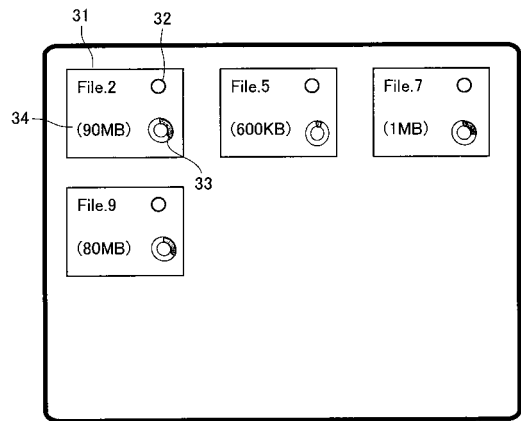 31
32
File.2
File.5
File.7
34
(90MB)
(600KB)
(1MB)
33
File.9
(80MB)